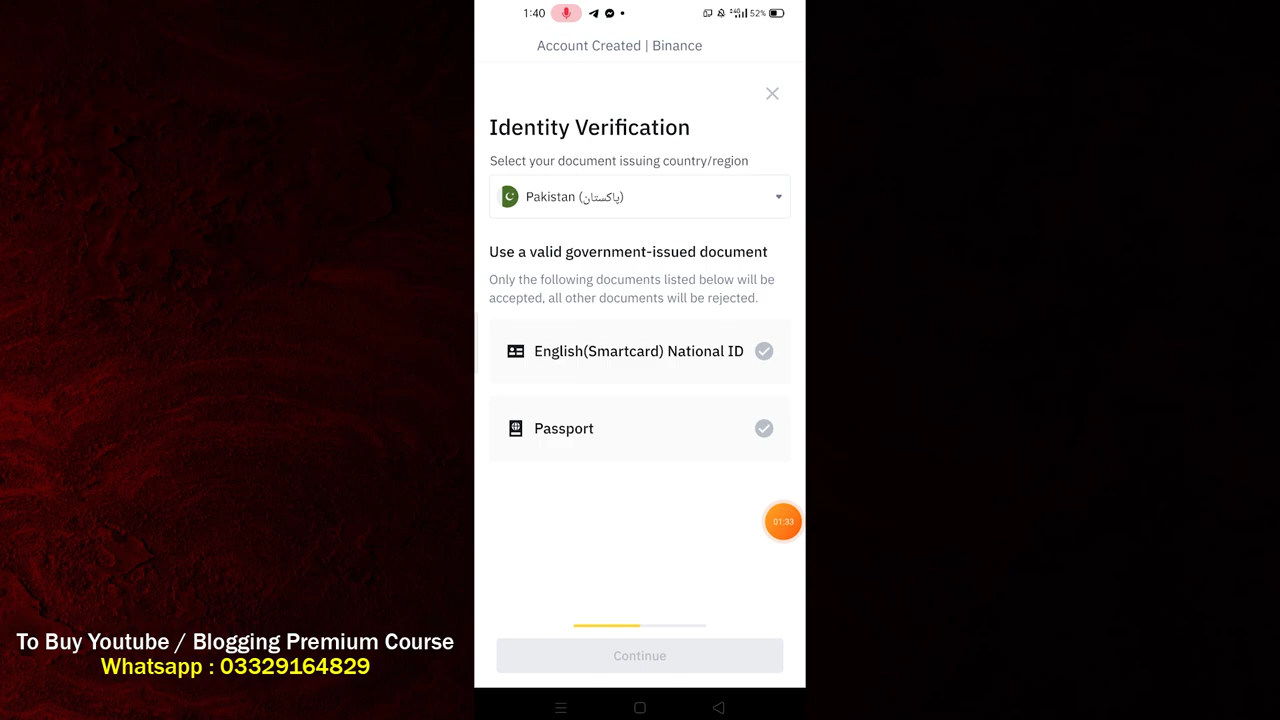 1:40
52%
Account Created | Binance
Identity Verification
Select your document issuing country/region
Pakistan (پاکستان)
Use a valid government-issued document
Only the following documents listed below will be
accepted, all other documents will be rejected.
English(Smartcard) National ID
Passport
01:33
Continue
To Buy Youtube / Blogging Premium Course
Whatsapp : 03329164829